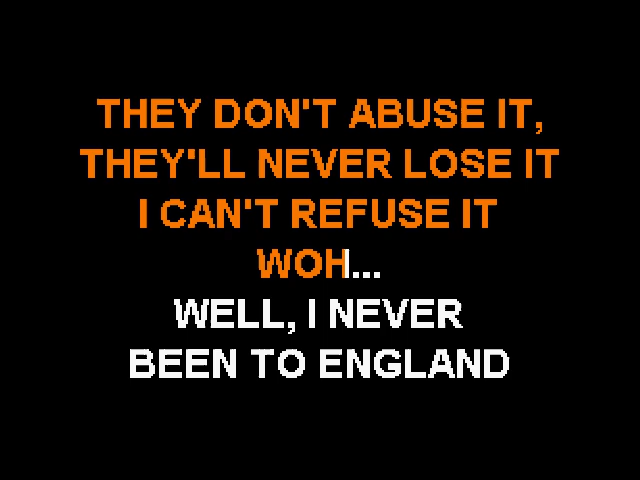 THEY DON'T ABUSE IT,
THEY'LL NEVER LOSE IT
I CAN'T REFUSE IT
WOH...
WELL, I NEVER
BEEN TO ENGLAND